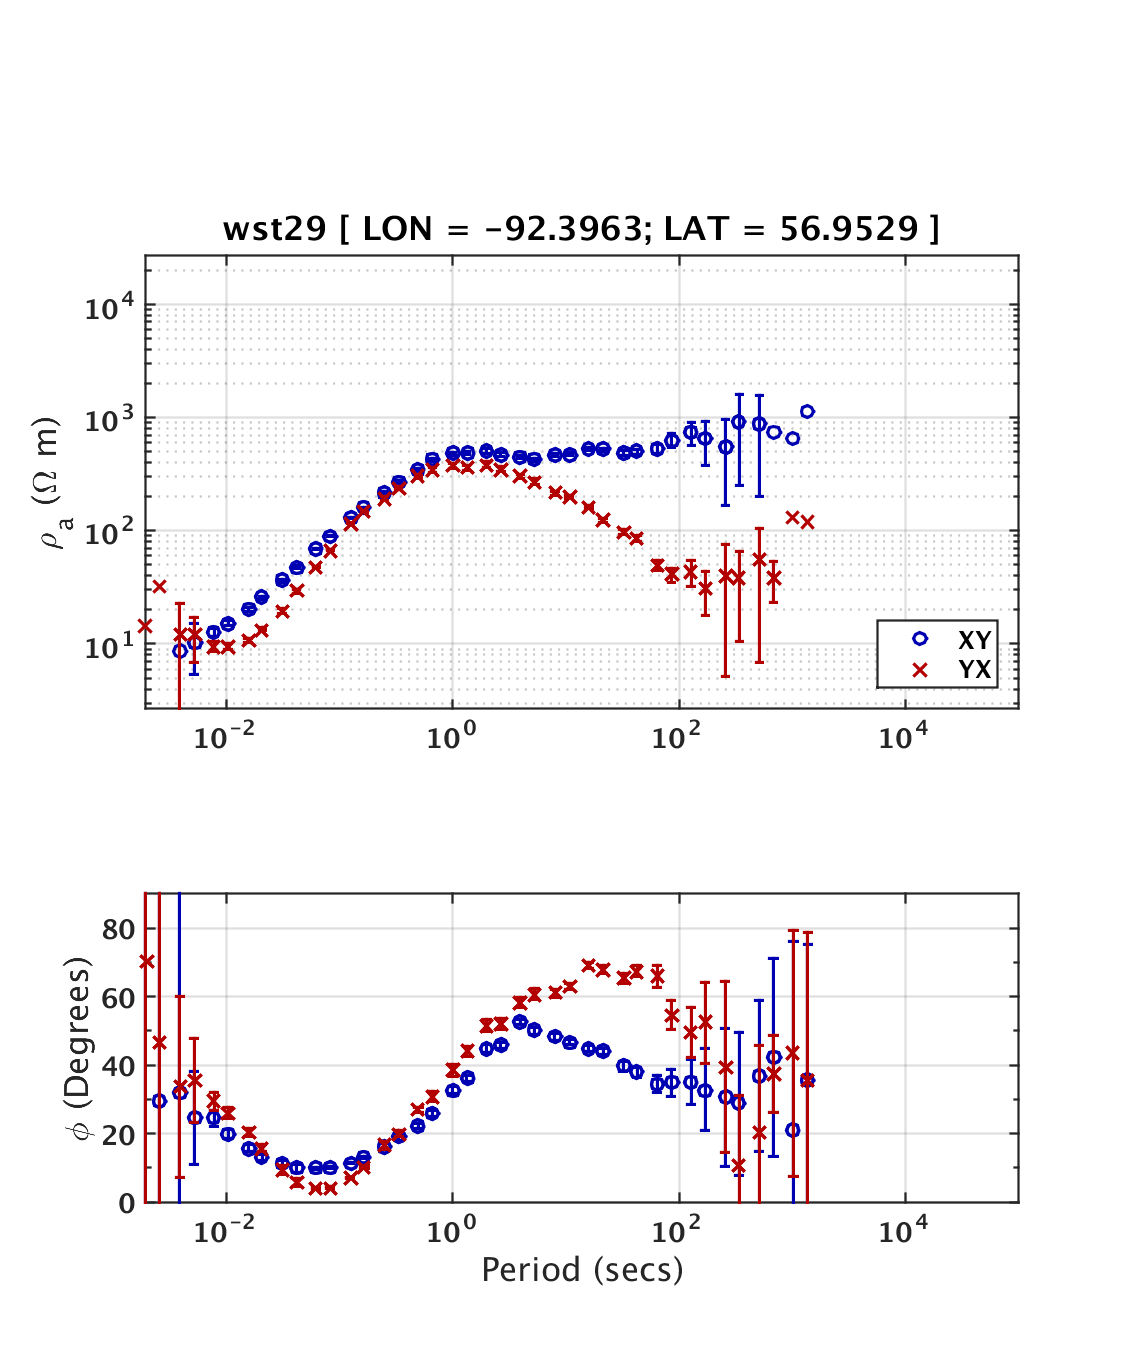 wst29 [ LON = -92.3963; LAT = 56.9529 ]
ρa (Ω m)
10^4
10^3
10^2
10^1
XY
YX
10^-2 10^0 10^2 10^4
φ (Degrees)
80
60
40
20
0
10^-2 10^0 10^2 10^4
Period (secs)